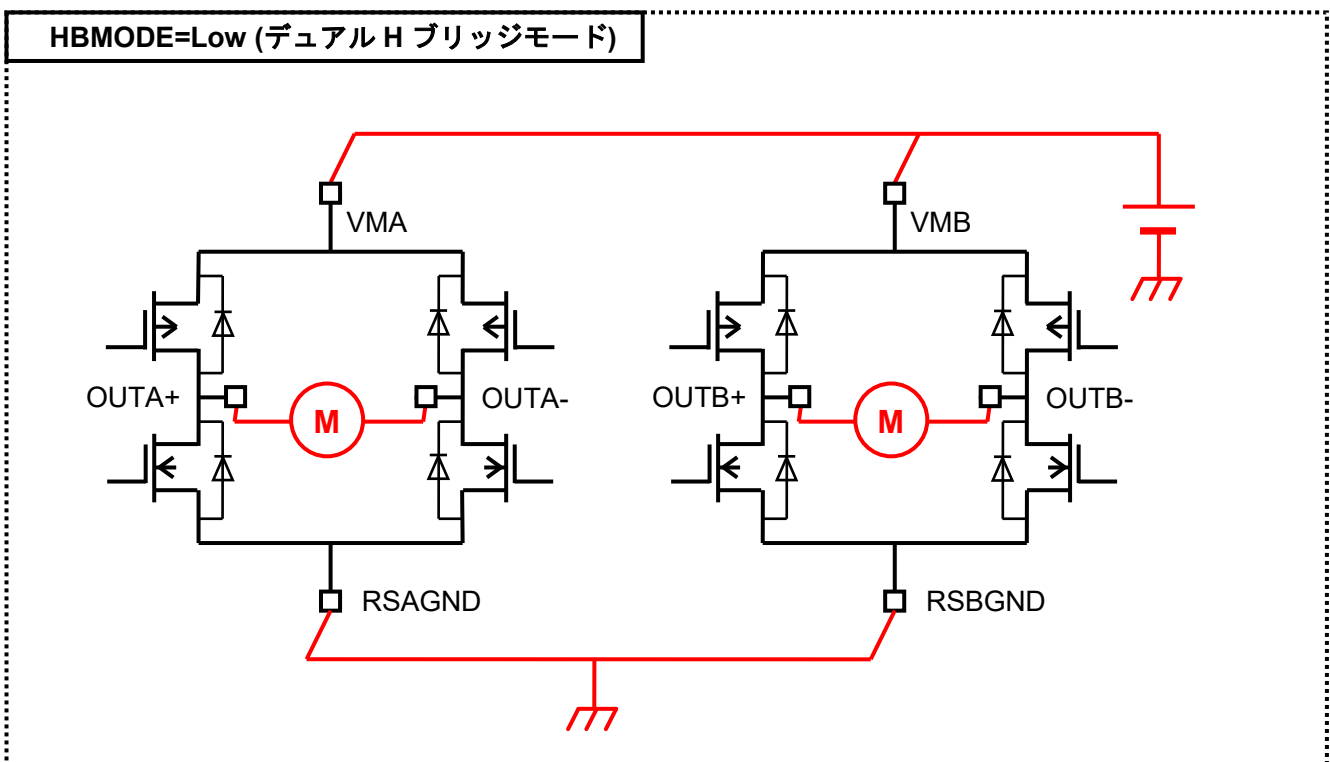 HBMODE=Low (デュアル H ブリッジモード)
VMA
VMB
OUTA+
M
OUTA-
OUTB+
M
OUTB-
RSAGND
RSBGND